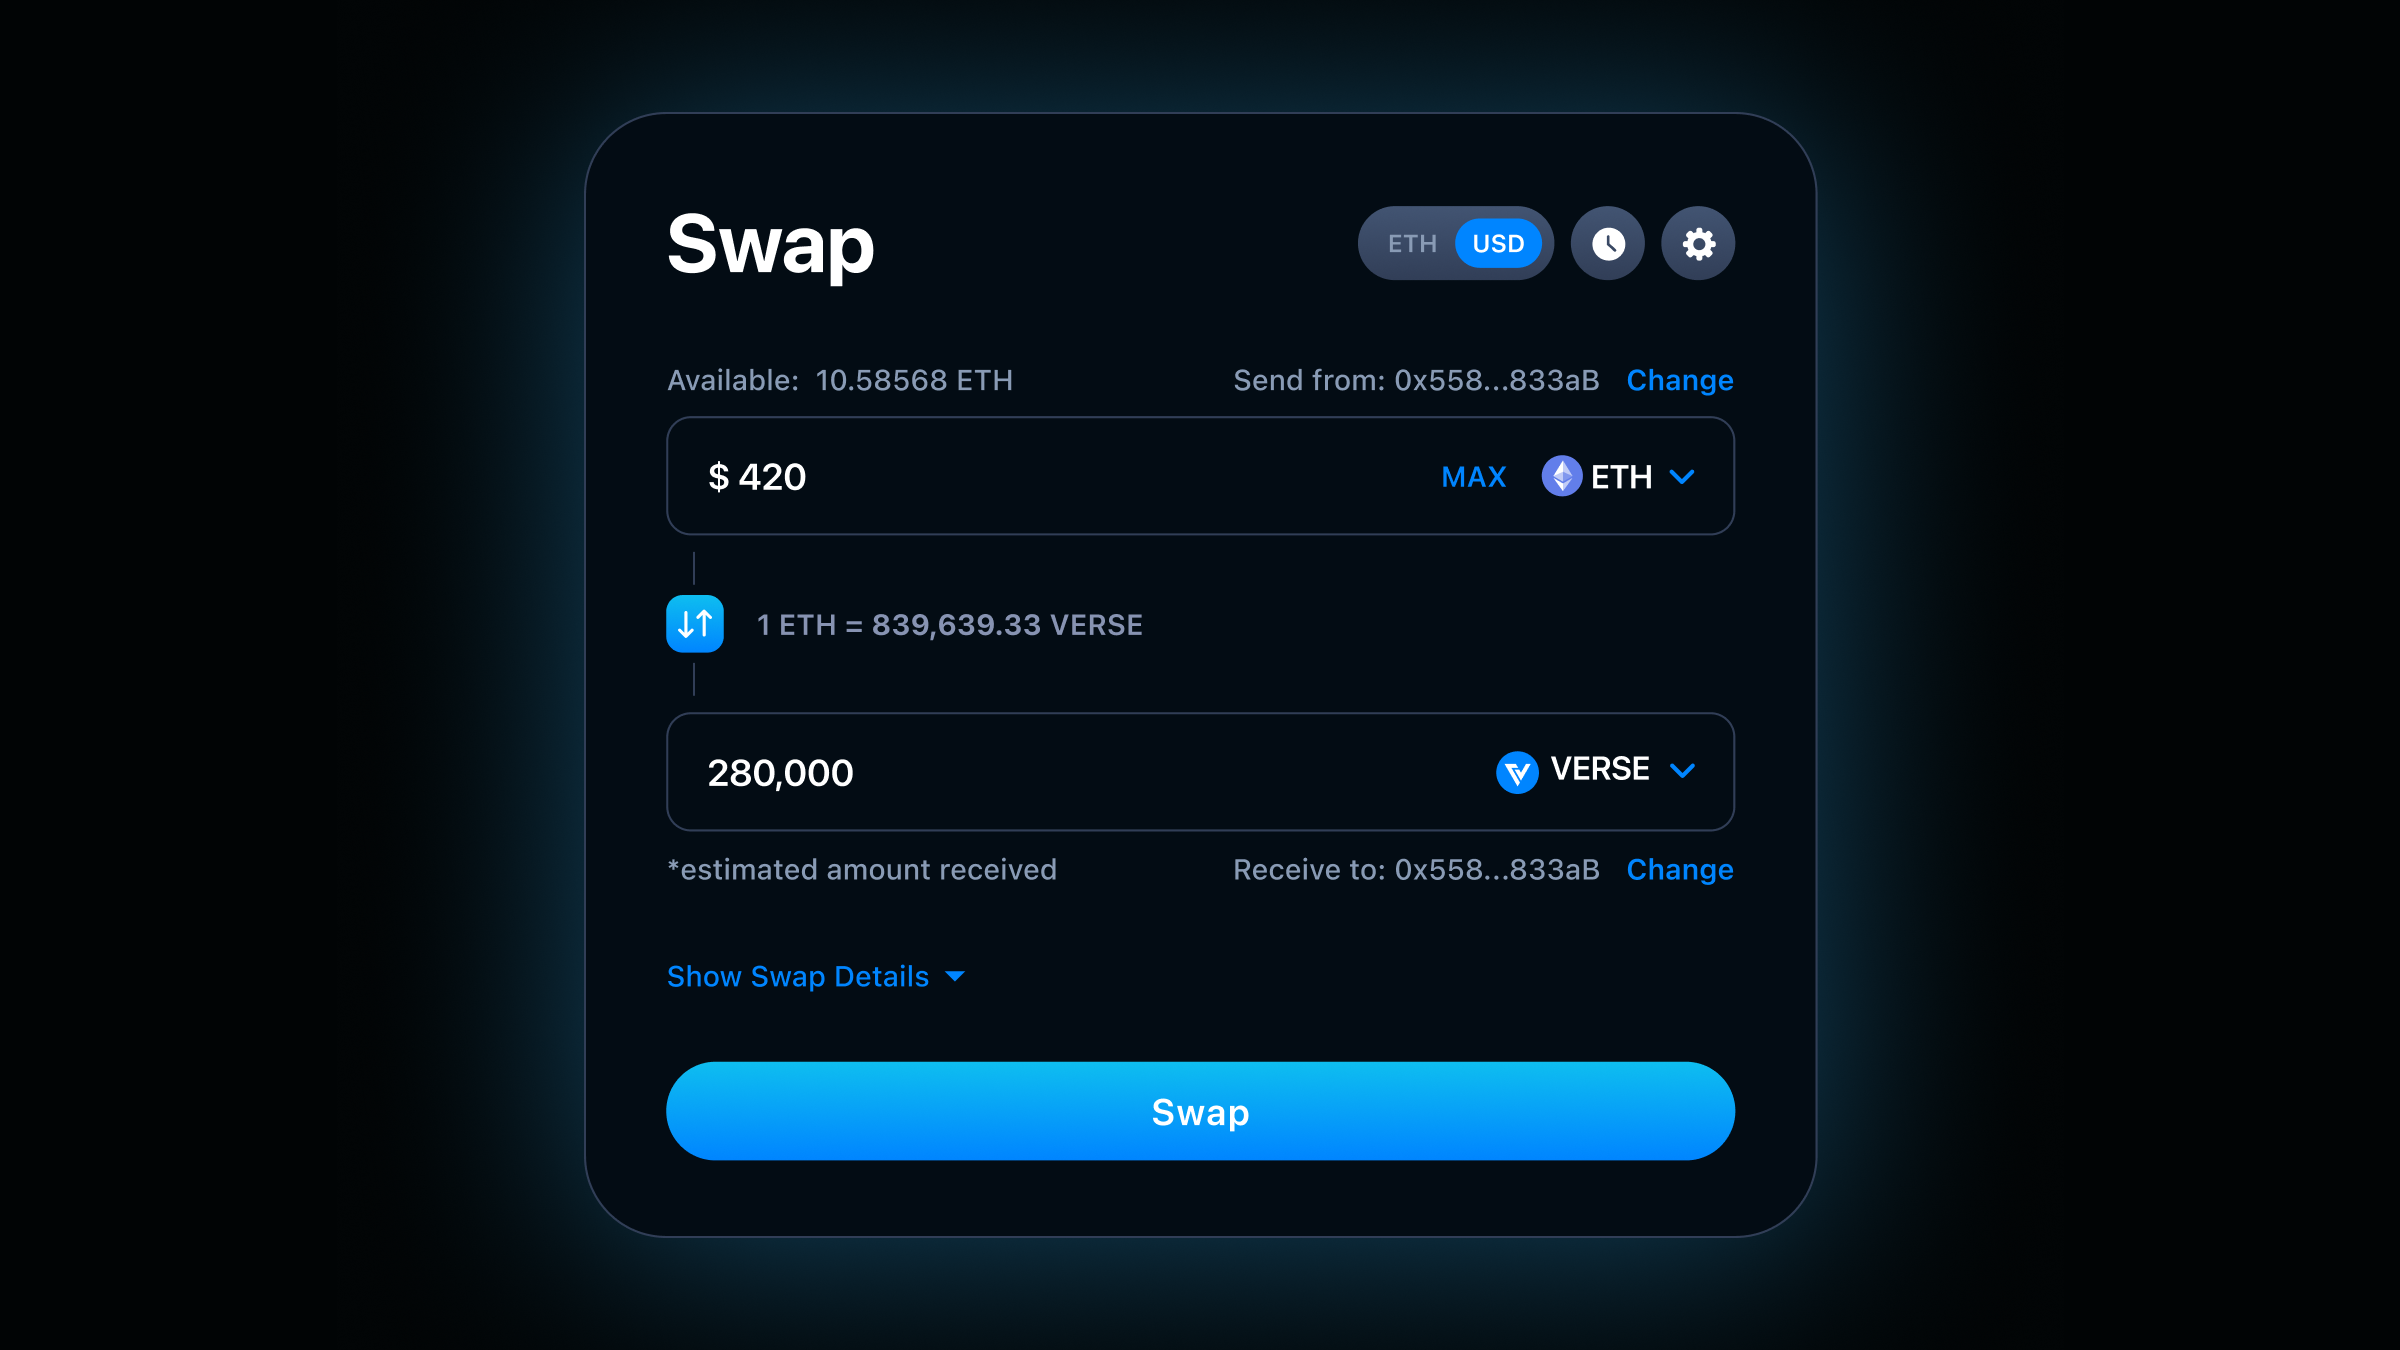 Swap
ETH USD
Available: 10.58568 ETH
Send from: 0x558...833aB Change
$ 420
MAX ETH
1 ETH = 839,639.33 VERSE
280,000
VERSE
*estimated amount received
Receive to: 0x558...833aB Change
Show Swap Details
Swap